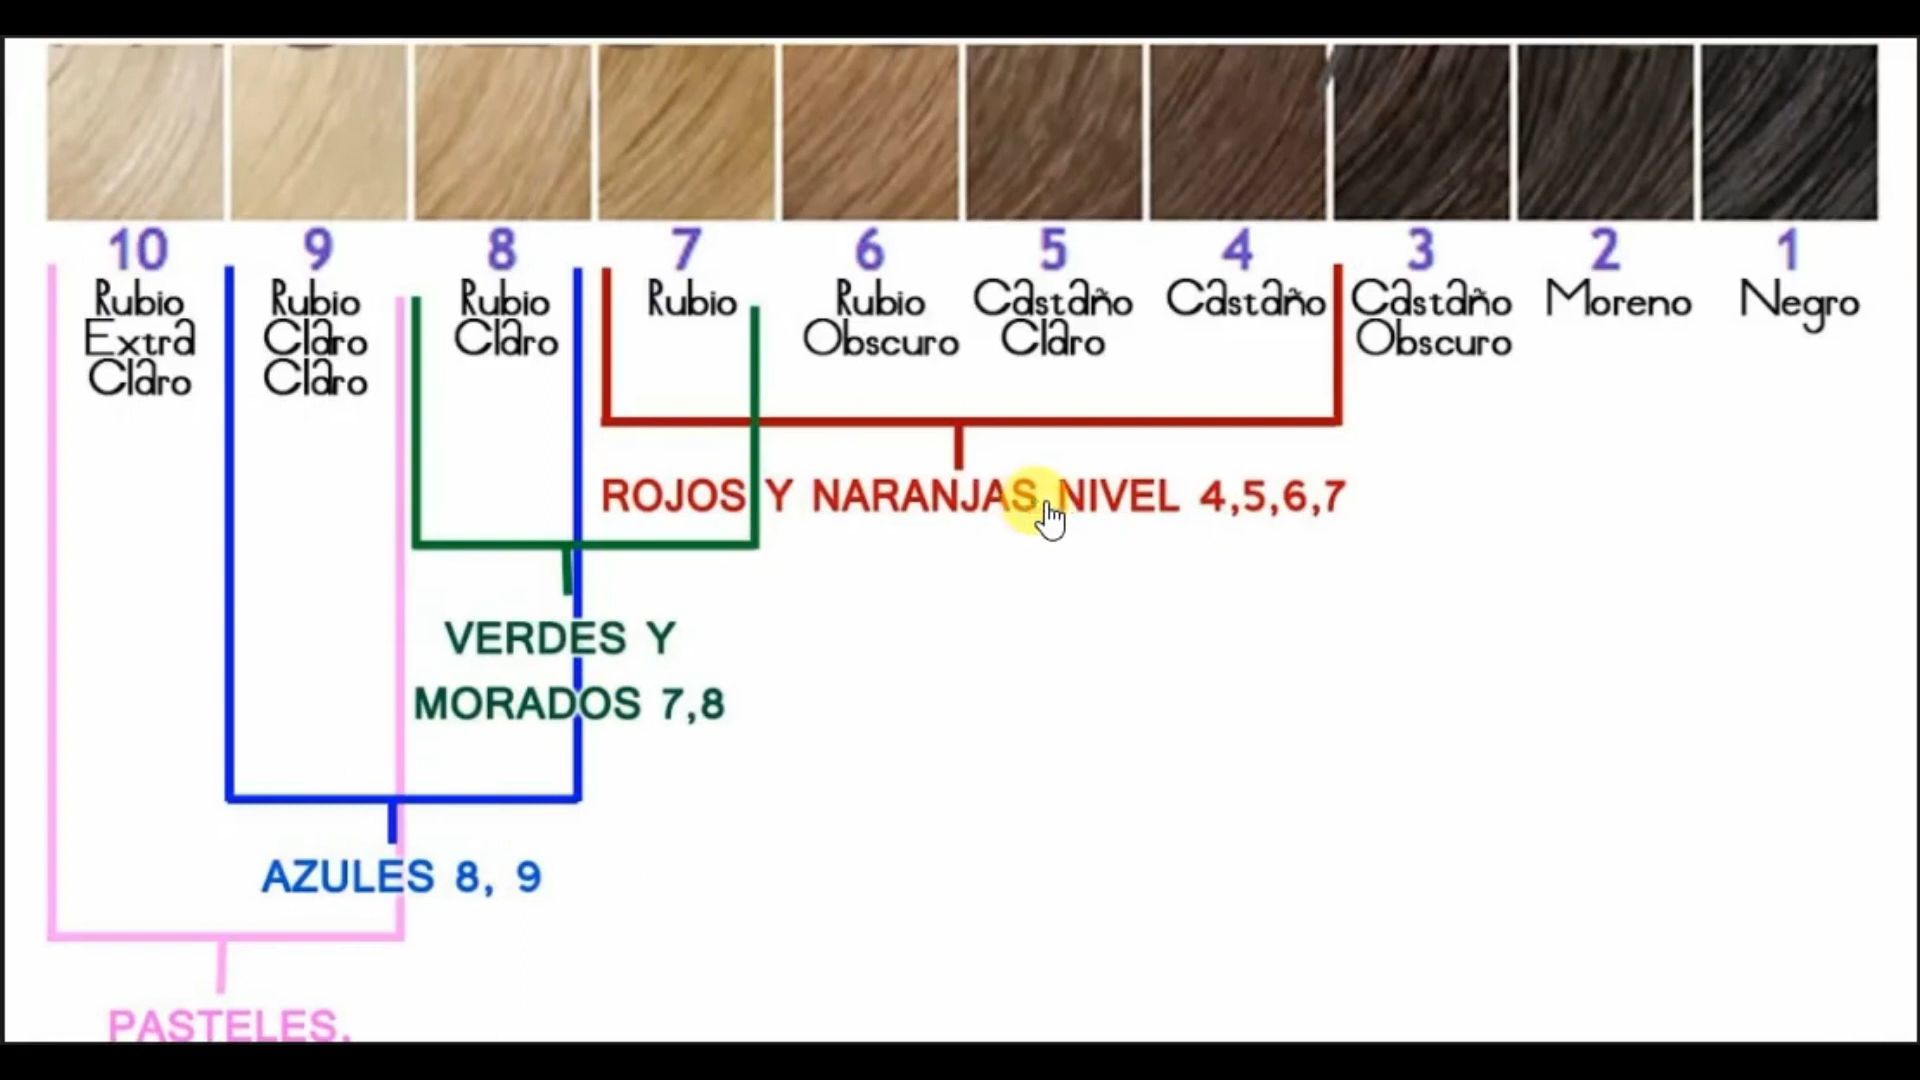 10 9 8 7 6 5 4 3 2 1
Rubio
Extra
Claro
Rubio
Claro
Claro
Rubio
Claro
Rubio
Rubio
Obscuro
Castaño
Claro
Castaño
Castaño
Obscuro
Moreno
Negro
ROJOS Y NARANJAS NIVEL 4,5,6,7
VERDES Y
MORADOS 7,8
AZULES 8, 9
PASTELES.